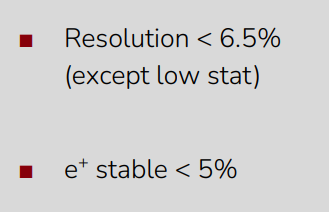 Resolution < 6.5%
(except low stat)
e⁺ stable < 5%